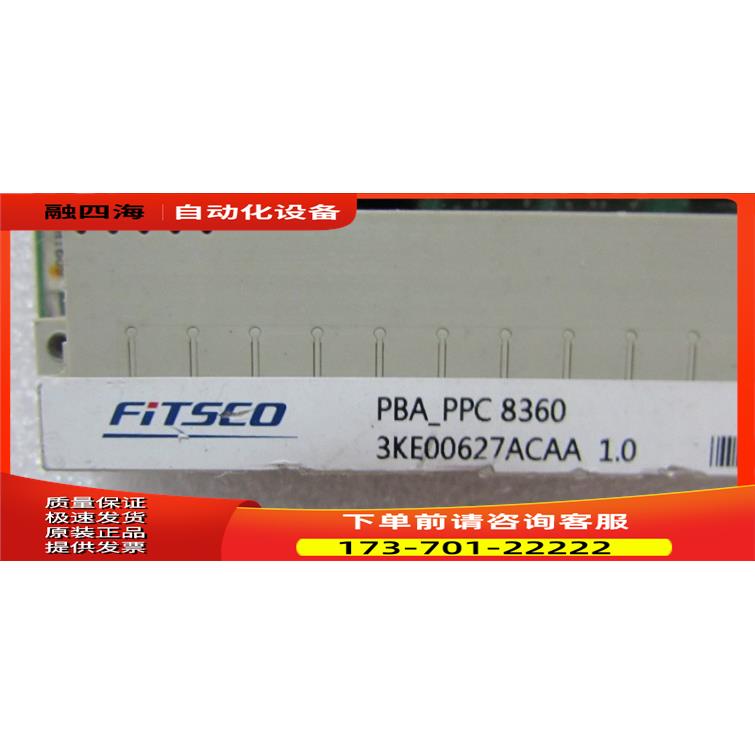 融四海 自动化设备
FiTSEO
PBA_PPC 8360
3KE00627ACAA 1.0
质量保证
极速发货
原装正品
提供发票
下单前请咨询客服
173-701-22222